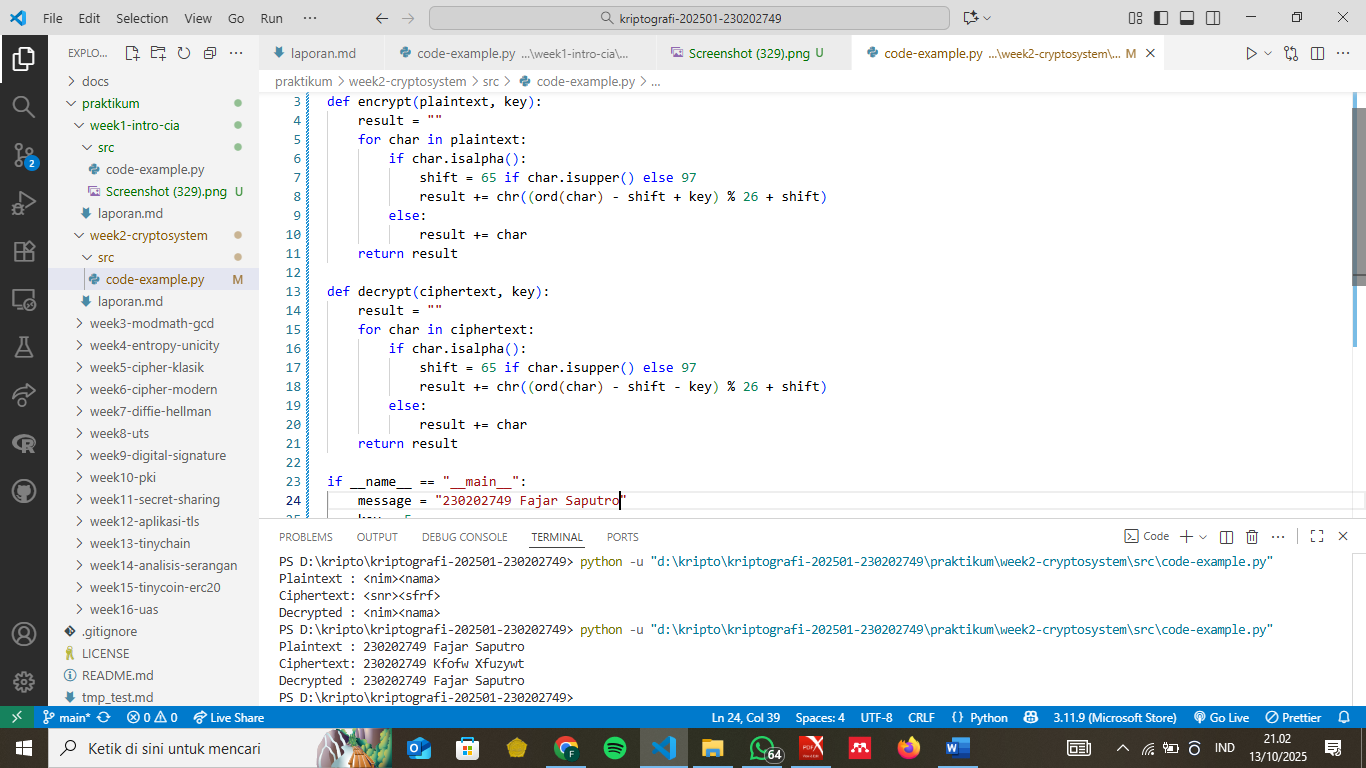 File Edit Selection View Go Run ··· kriptografi-202501-230202749
EXPLO... ···
docs
praktikum
week1-intro-cia
src
code-example.py
Screenshot (329).png U
laporan.md
week2-cryptosystem
src
code-example.py M
laporan.md
week3-modmath-gcd
week4-entropy-unicity
week5-cipher-klasik
week6-cipher-modern
week7-diffie-hellman
week8-uts
week9-digital-signature
week10-pki
week11-secret-sharing
week12-aplikasi-tls
week13-tinychain
week14-analisis-serangan
week15-tinycoin-erc20
week16-uas
.gitignore
LICENSE
README.md
tmp_test.md
2
laporan.md code-example.py ...\week1-intro-cia\... Screenshot (329).png U code-example.py ...\week2-cryptosystem\... M
praktikum > week2-cryptosystem > src > code-example.py > ...
3 def encrypt(plaintext, key):
4 result = ""
5 for char in plaintext:
6 if char.isalpha():
7 shift = 65 if char.isupper() else 97
8 result += chr((ord(char) - shift + key) % 26 + shift)
9 else:
10 result += char
11 return result
12
13 def decrypt(ciphertext, key):
14 result = ""
15 for char in ciphertext:
16 if char.isalpha():
17 shift = 65 if char.isupper() else 97
18 result += chr((ord(char) - shift - key) % 26 + shift)
19 else:
20 result += char
21 return result
22
23 if __name__ == "__main__":
24 message = "230202749 Fajar Saputro"
PROBLEMS OUTPUT DEBUG CONSOLE TERMINAL PORTS Code
PS D:\kripto\kriptografi-202501-230202749> python -u "d:\kripto\kriptografi-202501-230202749\praktikum\week2-cryptosystem\src\code-example.py"
Plaintext : <nim><nama>
Ciphertext: <snr><sfrf>
Decrypted : <nim><nama>
PS D:\kripto\kriptografi-202501-230202749> python -u "d:\kripto\kriptografi-202501-230202749\praktikum\week2-cryptosystem\src\code-example.py"
Plaintext : 230202749 Fajar Saputro
Ciphertext: 230202749 Kfofw Xfuzywt
Decrypted : 230202749 Fajar Saputro
PS D:\kripto\kriptografi-202501-230202749>
main* 0 0 Live Share Ln 24, Col 39 Spaces: 4 UTF-8 CRLF {} Python 3.11.9 (Microsoft Store) Go Live Prettier
Ketik di sini untuk mencari 64 IND 21.02
13/10/2025